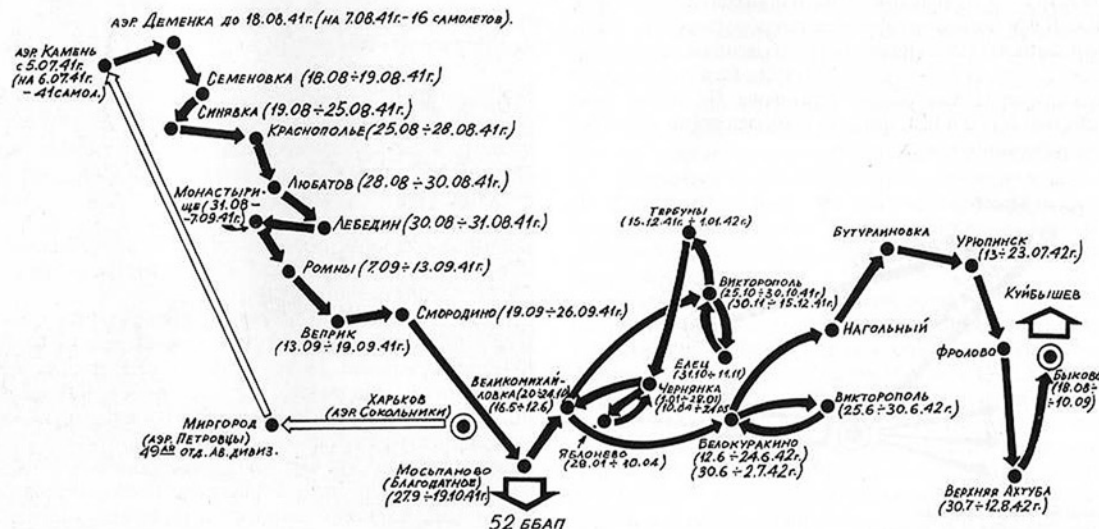 АЭР. ДЕМЕНКА ДО 18.08.41г. (НА 7.08.41г.-16 САМОЛЕТОВ).
АЭР. КАМЕНЬ
С 5.07.41г.
(НА 6.07.41г.
- 41 САМОЛ.)
СЕМЕНОВКА (18.08÷19.08.41г.)
СИНЯВКА (19.08÷25.08.41г.)
КРАСНОПОЛЬЕ (25.08÷28.08.41г.)
ЛЮБАТОВ (28.08÷30.08.41г.)
МОНАСТЫРИ-
ЩЕ (31.08-
-7.09.41г.)
ЛЕБЕДИН (30.08÷31.08.41г.)
РОМНЫ (7.09÷13.09.41г.)
ВЕПРИК
(13.09÷19.09.41г.)
СМОРОДИНО (19.09÷26.09.41г.)
ХАРЬКОВ
(АЭР. СОКОЛЬНИКИ)
МИРГОРОД
(АЭР. ПЕТРОВЦЫ)
ОТД. АВ. ДИВИЗ.
МОСЬПАНОВО
(БЛАГОДАТНОЕ)
(27.9÷19.10.41г)
52 ББАП
ВЕЛИКОМИХАЙ-
ЛОВКА
(16.5÷12.6)
ЯБЛОНЕВО
(28.01÷10.04)
ТЕРБУНЫ
(15.12.41г.÷1.01.42г.)
ВИКТОРОПОЛЬ
(25.10÷30.10.41г)
(30.11÷15.12.41г.)
ЕЛЕЦ
(31.10÷11.11)
ЧЕРНЯНКА
БЕЛОКУРАКИНО
(12.6÷24.6.42г.)
(30.6÷2.7.42г.)
ВИКТОРОПОЛЬ
(25.6÷30.6.42г.)
НАГОЛЬНЫЙ
БУТУРЛИНОВКА
УРЮПИНСК
(13÷23.07.42г.)
ФРОЛОВО
КУЙБЫШЕВ
БЫКОВО
(18.08÷
÷10.09)
ВЕРХНЯЯ АХТУБА
(30.7÷12.8.42г.)